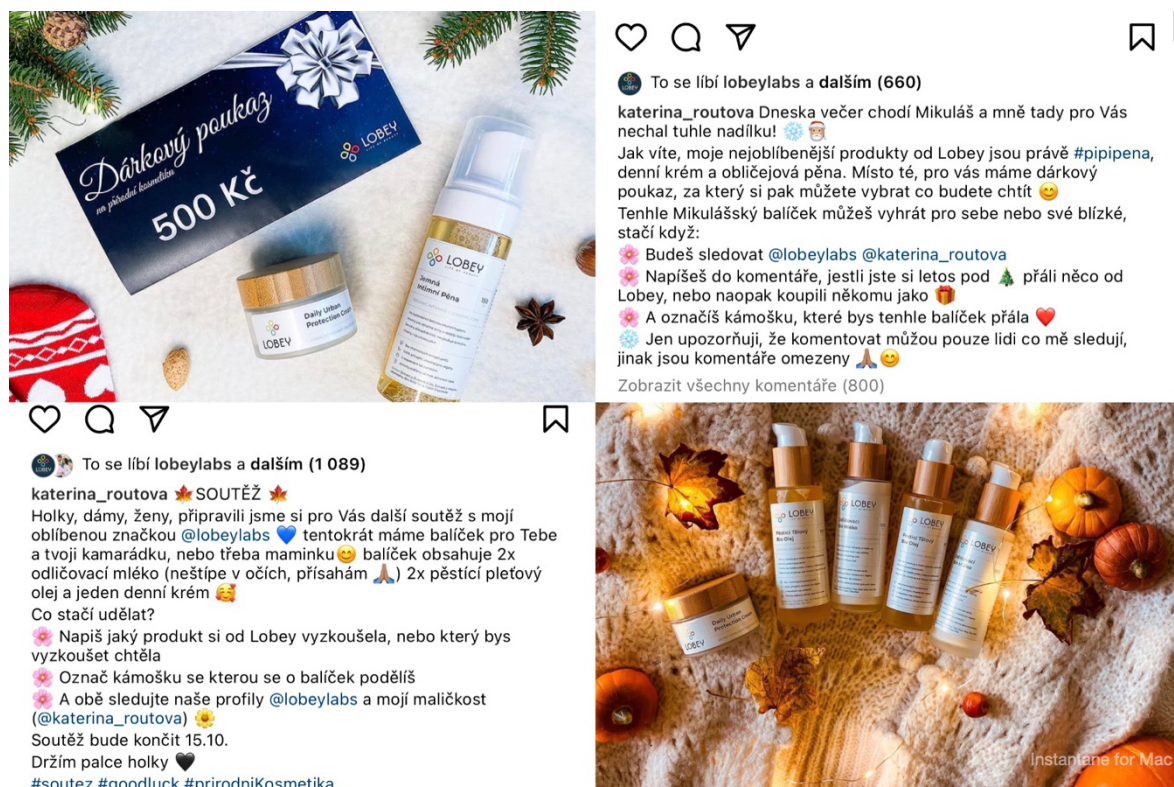 Dárkový poukaz
na přírodní kosmetiku
500 Kč
LOBEY
LOBEY
Jemná
Intimní Pěna
Daily Urban
Protection Cream
LOBEY
To se líbí lobeylabs a dalším (660)
katerina_routova Dneska večer chodí Mikuláš a mně tady pro Vás
nechal tuhle nadílku! ❄️🎅🏼
Jak víte, moje nejoblíbenější produkty od Lobey jsou právě #pipipena,
denní krém a obličejová pěna. Místo té, pro vás máme dárkový
poukaz, za který si pak můžete vybrat co budete chtít 😊
Tenhle Mikulášský balíček můžeš vyhrát pro sebe nebo své blízké,
stačí když:
🌸 Budeš sledovat @lobeylabs @katerina_routova
🌸 Napíšeš do komentáře, jestli jste si letos pod 🎄 přáli něco od
Lobey, nebo naopak koupili někomu jako 🎁
🌸 A označíš kámošku, které bys tenhle balíček přála ❤️
❄️ Jen upozorňuji, že komentovat můžou pouze lidi co mě sledují,
jinak jsou komentáře omezeny 🙏🏽😊
Zobrazit všechny komentáře (800)
To se líbí lobeylabs a dalším (1 089)
katerina_routova 🍁SOUTĚŽ 🍁
Holky, dámy, ženy, připravili jsme si pro Vás další soutěž s mojí
oblíbenou značkou @lobeylabs 💙 tentokrát máme balíček pro Tebe
a tvoji kamarádku, nebo třeba maminku😊 balíček obsahuje 2x
odličovací mléko (neštípe v očích, přísahám 🙏🏽) 2x pěstící pleťový
olej a jeden denní krém 🥰
Co stačí udělat?
🌸 Napiš jaký produkt si od Lobey vyzkoušela, nebo který bys
vyzkoušet chtěla
🌸 Označ kámošku se kterou se o balíček podělíš
🌸 A obě sledujte naše profily @lobeylabs a mojí maličkost
(@katerina_routova) 🌼
Soutěž bude končit 15.10.
Držím palce holky 🖤
#soutez #goodluck #prirodniKosmetika
LOBEY
LOBEY
LOBEY
LOBEY
Tělový
Bio Olej
Daily Urban
Protection Cream
LOBEY
Instantane for Mac